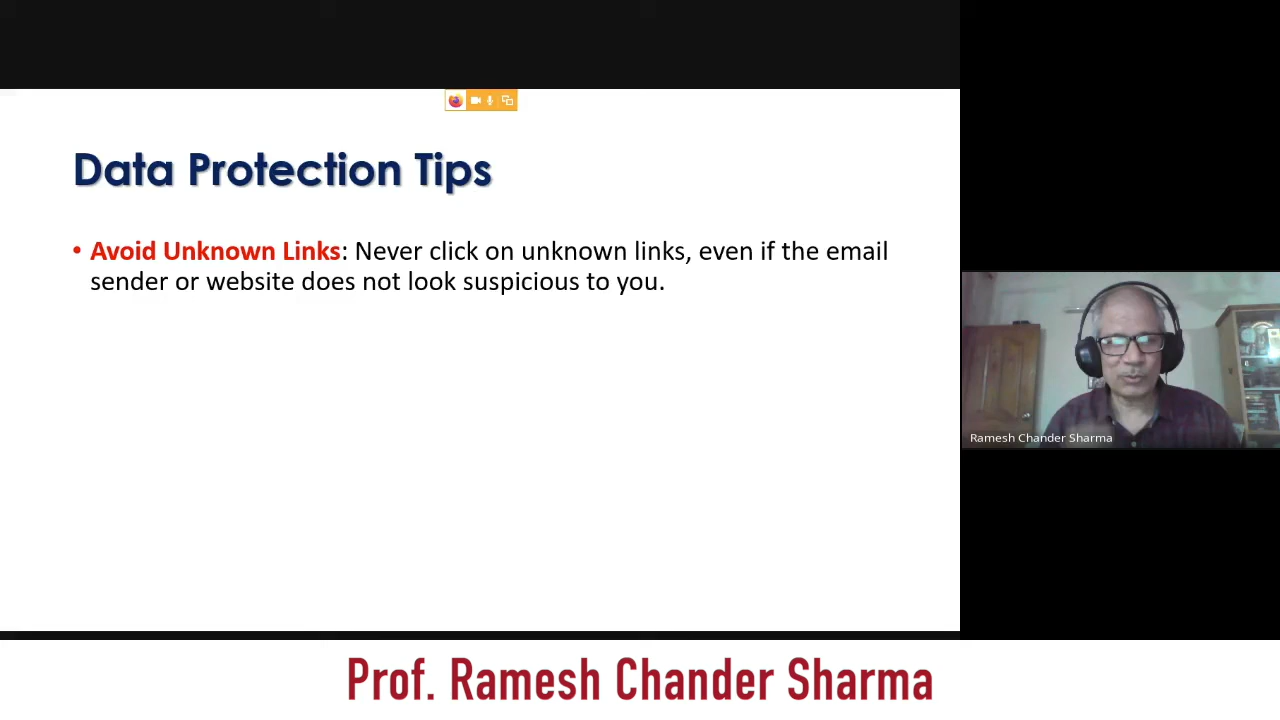 Data Protection Tips
• Avoid Unknown Links: Never click on unknown links, even if the email
sender or website does not look suspicious to you.
Ramesh Chander Sharma
Prof. Ramesh Chander Sharma